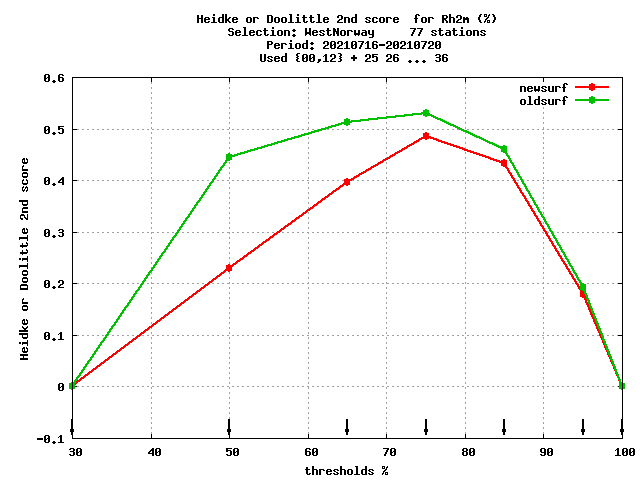 Heidke or Doolittle 2nd score for Rh2m (%)
Selection: WestNorway 77 stations
Period: 20210716-20210720
Used {00,12} + 25 26 ... 36
newsurf
oldsurf
Heidke or Doolittle 2nd score
0.6
0.5
0.4
0.3
0.2
0.1
0
-0.1
30 40 50 60 70 80 90 100
thresholds %